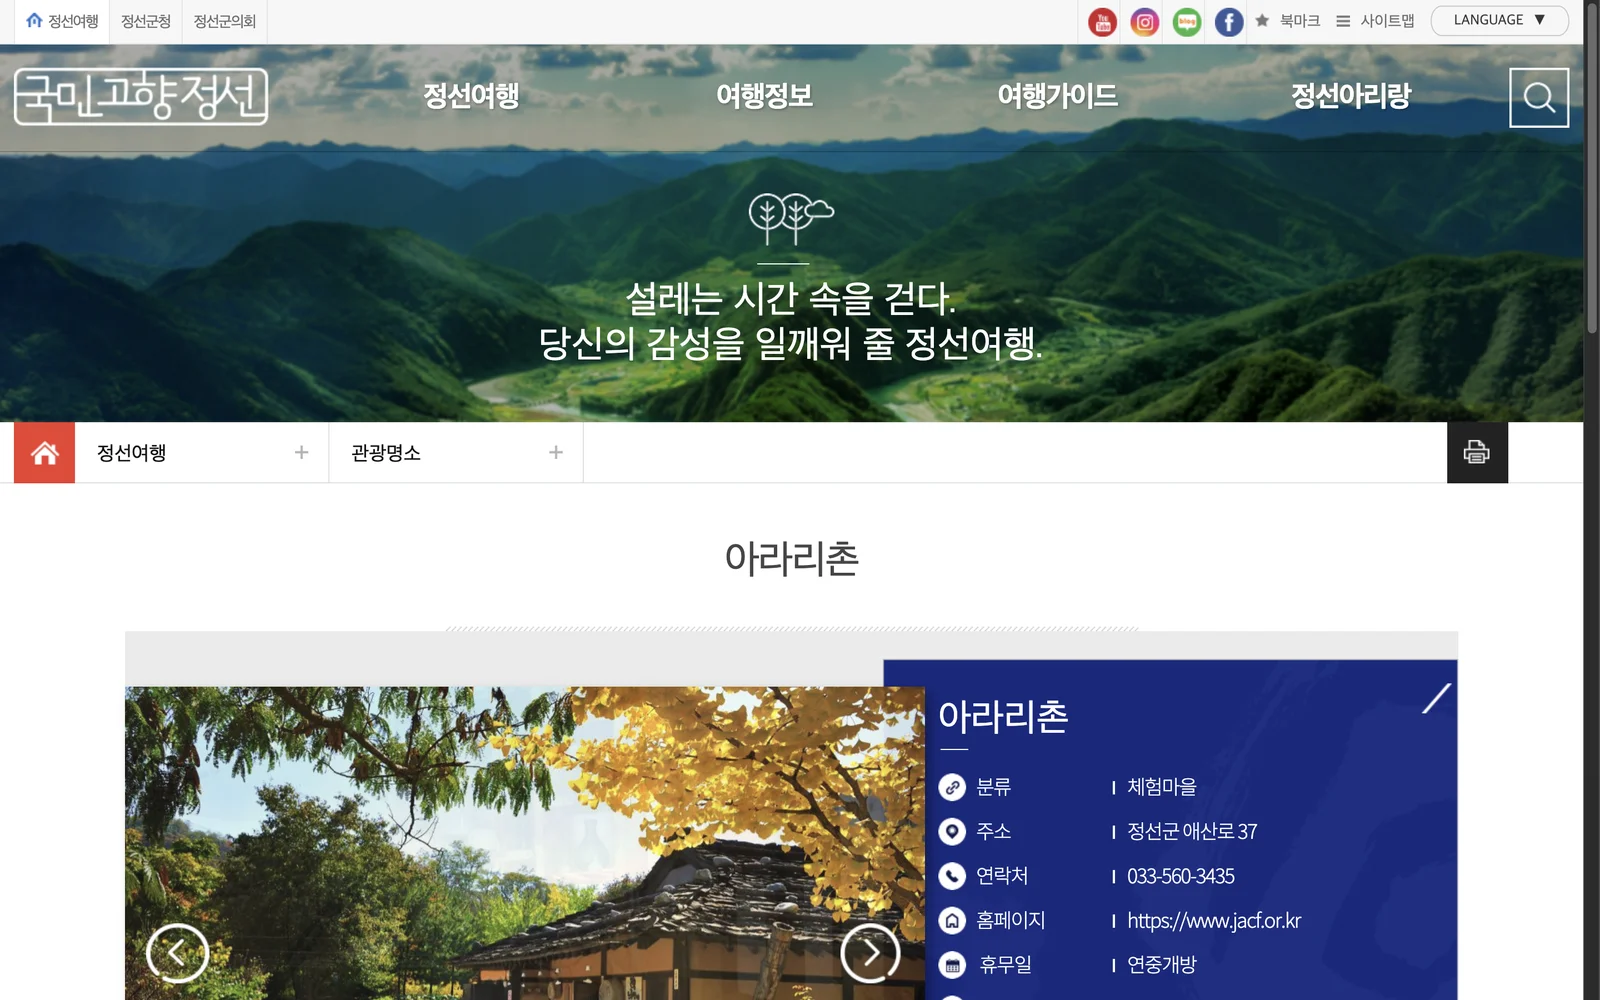 정선여행
정선군청
정선군의회
You
Tube
blog
북마크
사이트맵
LANGUAGE ▼
국민고향정선
정선여행
여행정보
여행가이드
정선아리랑
설레는 시간 속을 걷다.
당신의 감성을 일깨워 줄 정선여행.
정선여행
관광명소
아라리촌
아라리촌
분류 체험마을
주소 정선군 애산로 37
연락처 033-560-3435
홈페이지 https://www.jacf.or.kr
휴무일 연중개방